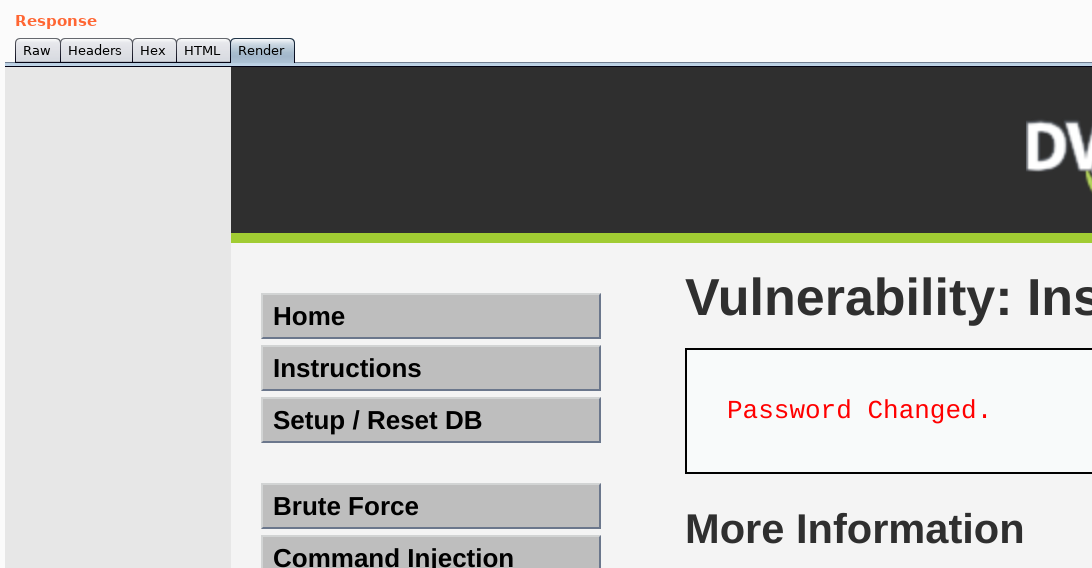 Response
Raw Headers Hex HTML Render
DV
Home
Instructions
Setup / Reset DB
Brute Force
Command Injection
Vulnerability: Ins
Password Changed.
More Information